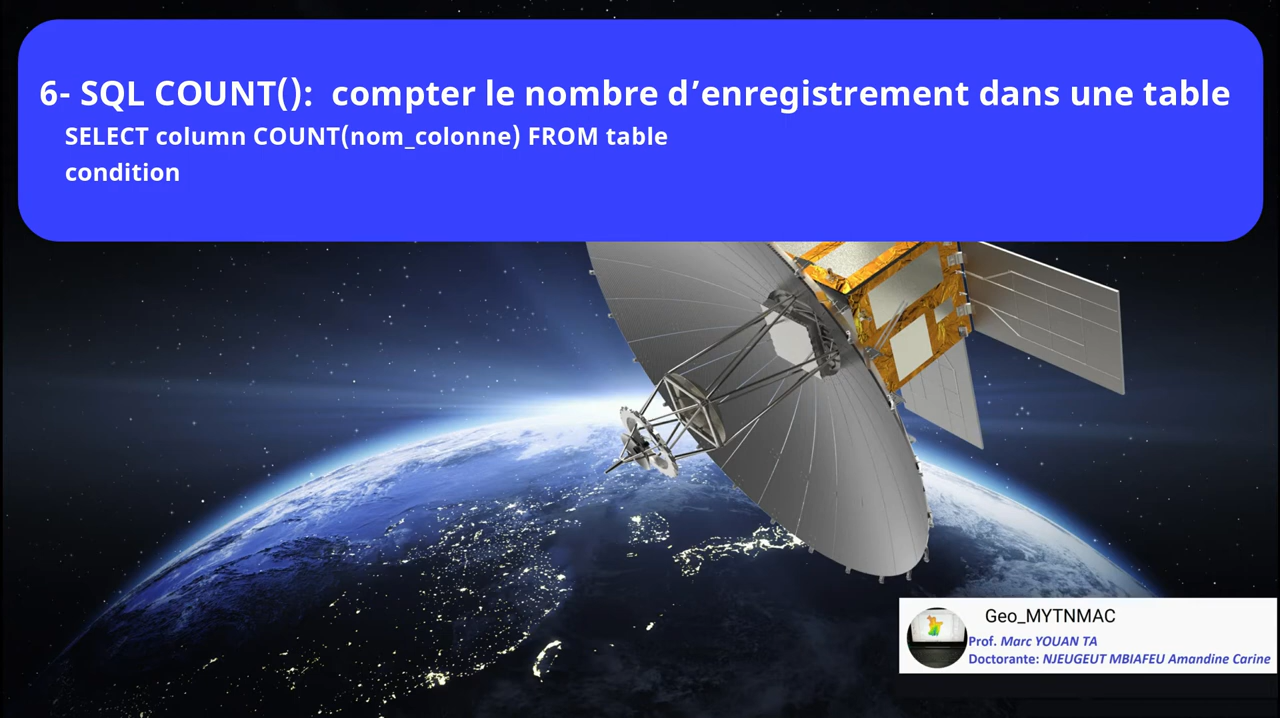 6- SQL COUNT():  compter le nombre d’enregistrement dans une table
SELECT column COUNT(nom_colonne) FROM table
condition
Geo_MYTNMAC
Prof. Marc YOUAN TA
Doctorante: NJEUGEUT MBIAFEU Amandine Carine